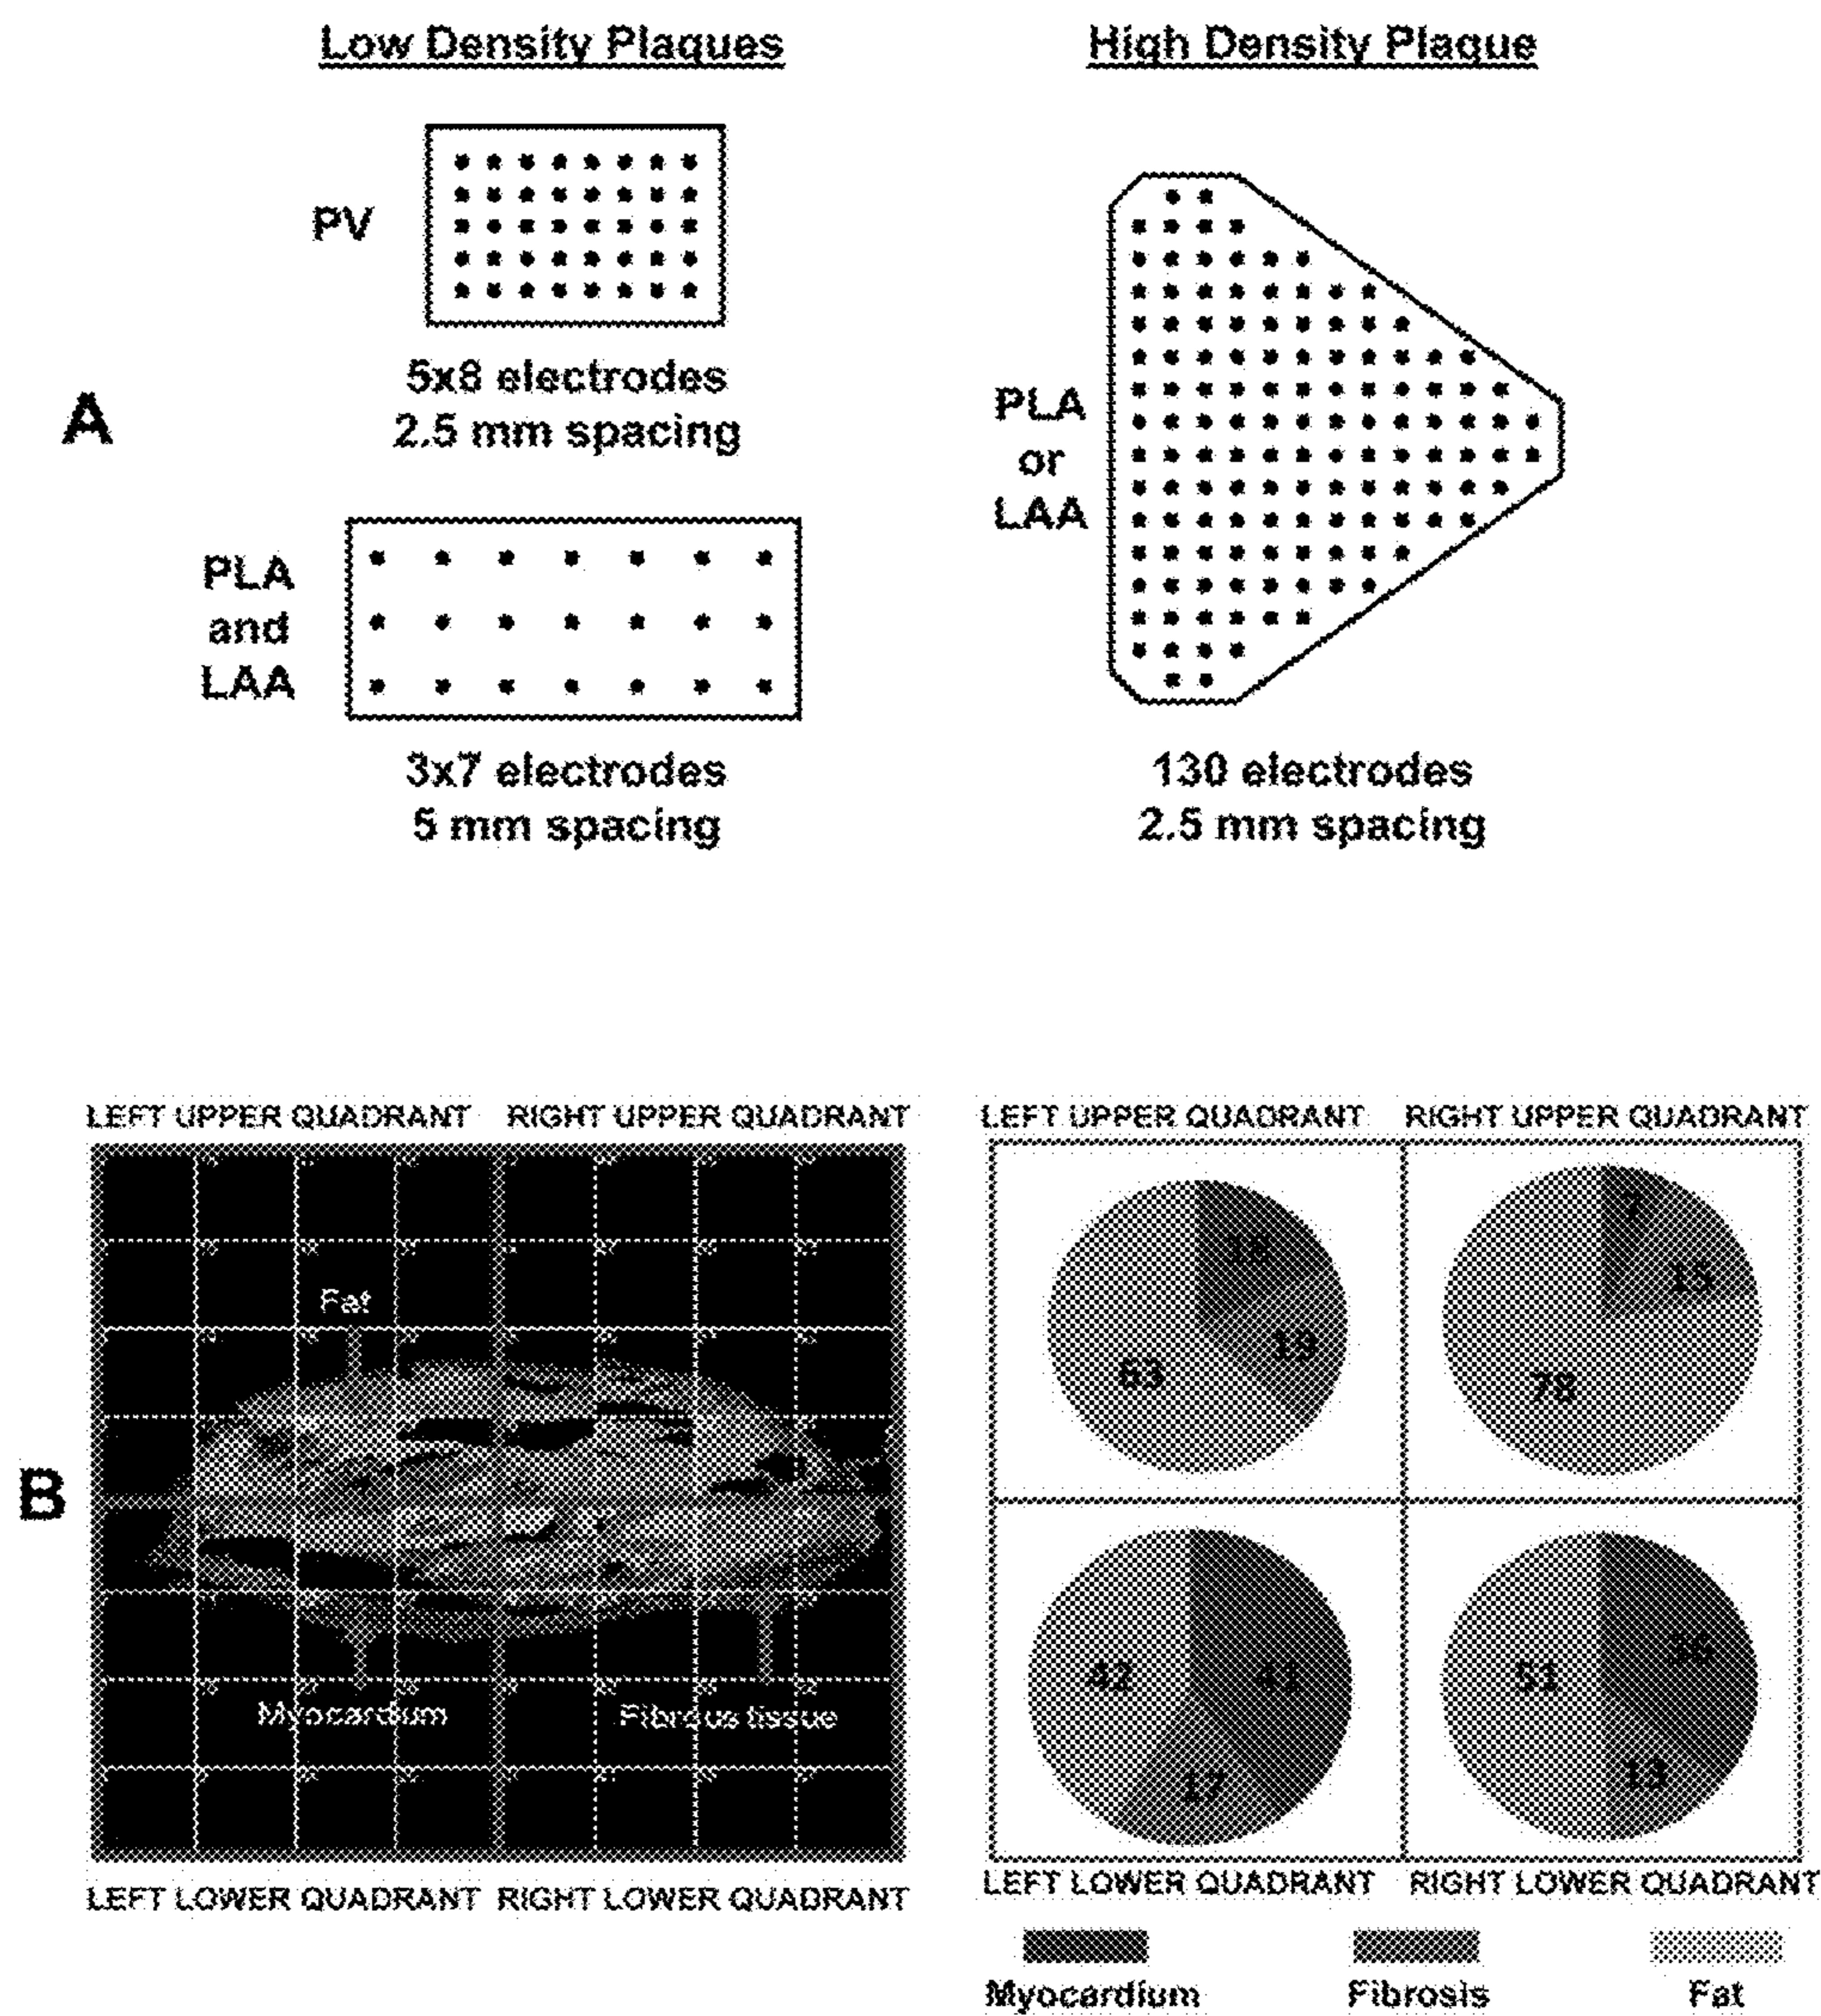 Low Density Plaques
High Density Plaque
A
PV
5x8 electrodes
2.5 mm spacing
PLA
and
LAA
3x7 electrodes
5 mm spacing
PLA
or
LAA
130 electrodes
2.5 mm spacing
B
LEFT UPPER QUADRANT RIGHT UPPER QUADRANT
Fat
Myocardium
Fibrous tissue
LEFT LOWER QUADRANT RIGHT LOWER QUADRANT
LEFT UPPER QUADRANT RIGHT UPPER QUADRANT
18
19
63
7
15
78
42
41
17
51
36
13
LEFT LOWER QUADRANT RIGHT LOWER QUADRANT
Myocardium
Fibrosis
Fat